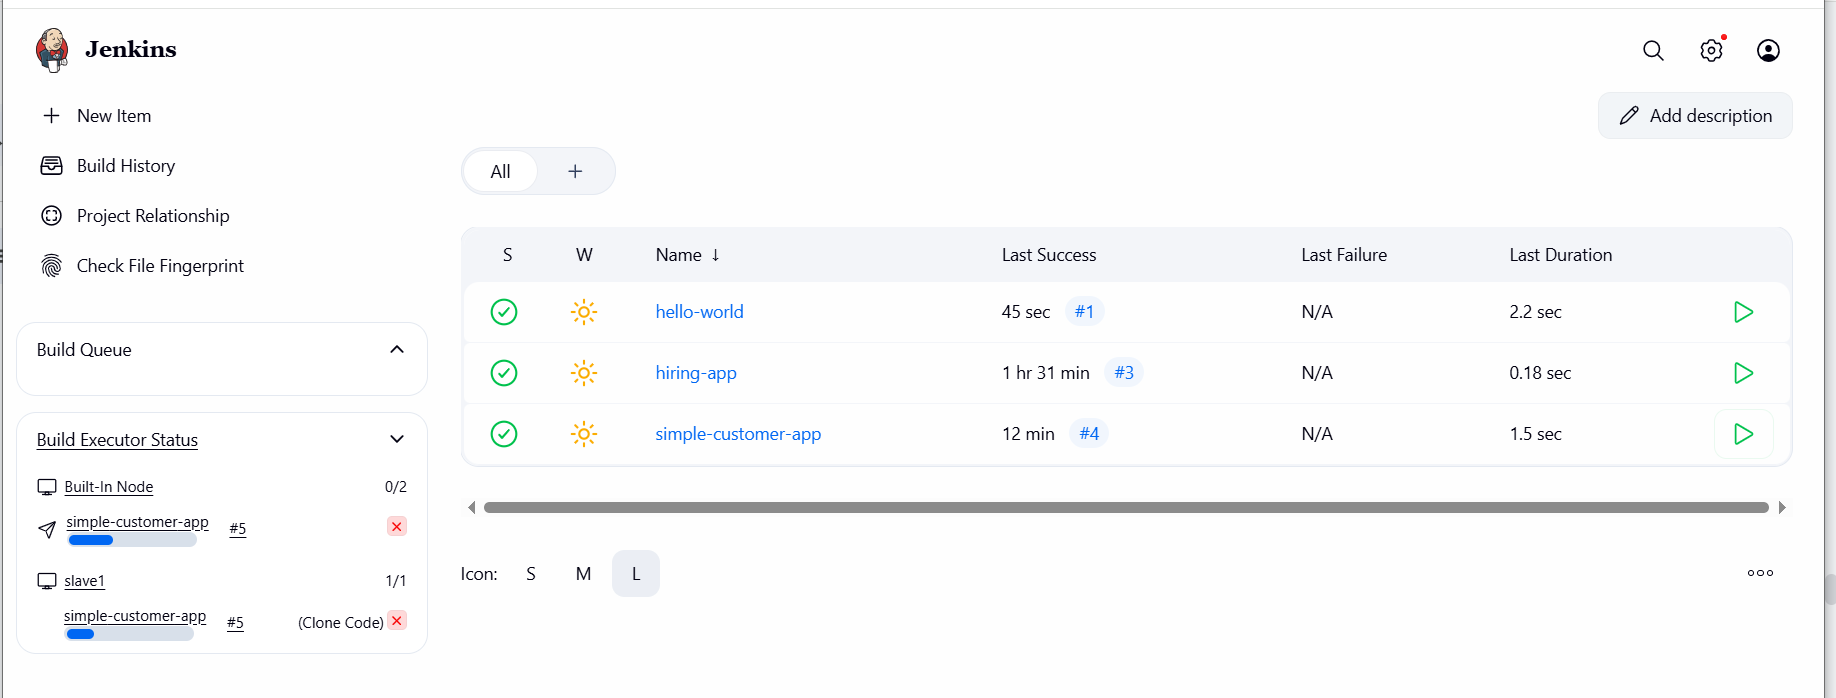 Jenkins
New Item
Build History
Project Relationship
Check File Fingerprint
Build Queue
Build Executor Status
Built-In Node 0/2
simple-customer-app #5
slave1 1/1
simple-customer-app #5 (Clone Code)
Add description
All +
S W Name ↓ Last Success Last Failure Last Duration
hello-world 45 sec #1 N/A 2.2 sec
hiring-app 1 hr 31 min #3 N/A 0.18 sec
simple-customer-app 12 min #4 N/A 1.5 sec
Icon: S M L